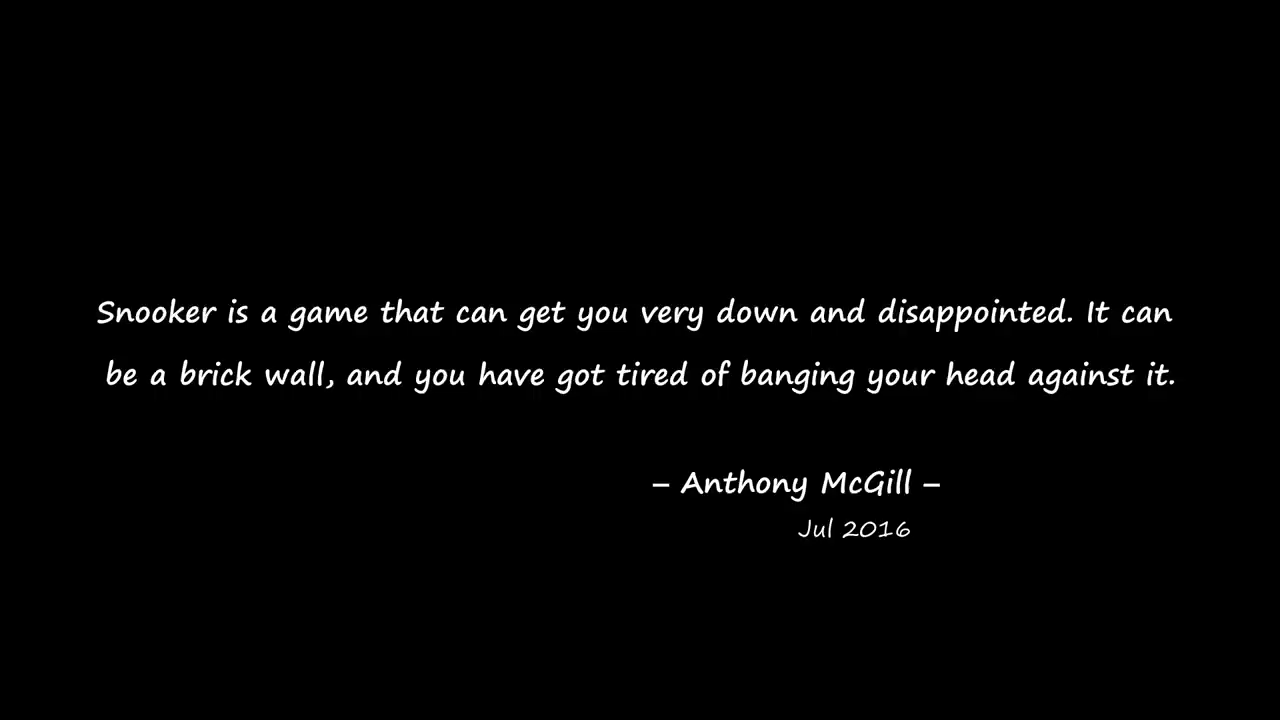 Snooker is a game that can get you very down and disappointed. It can
be a brick wall, and you have got tired of banging your head against it.
– Anthony McGill –
Jul 2016